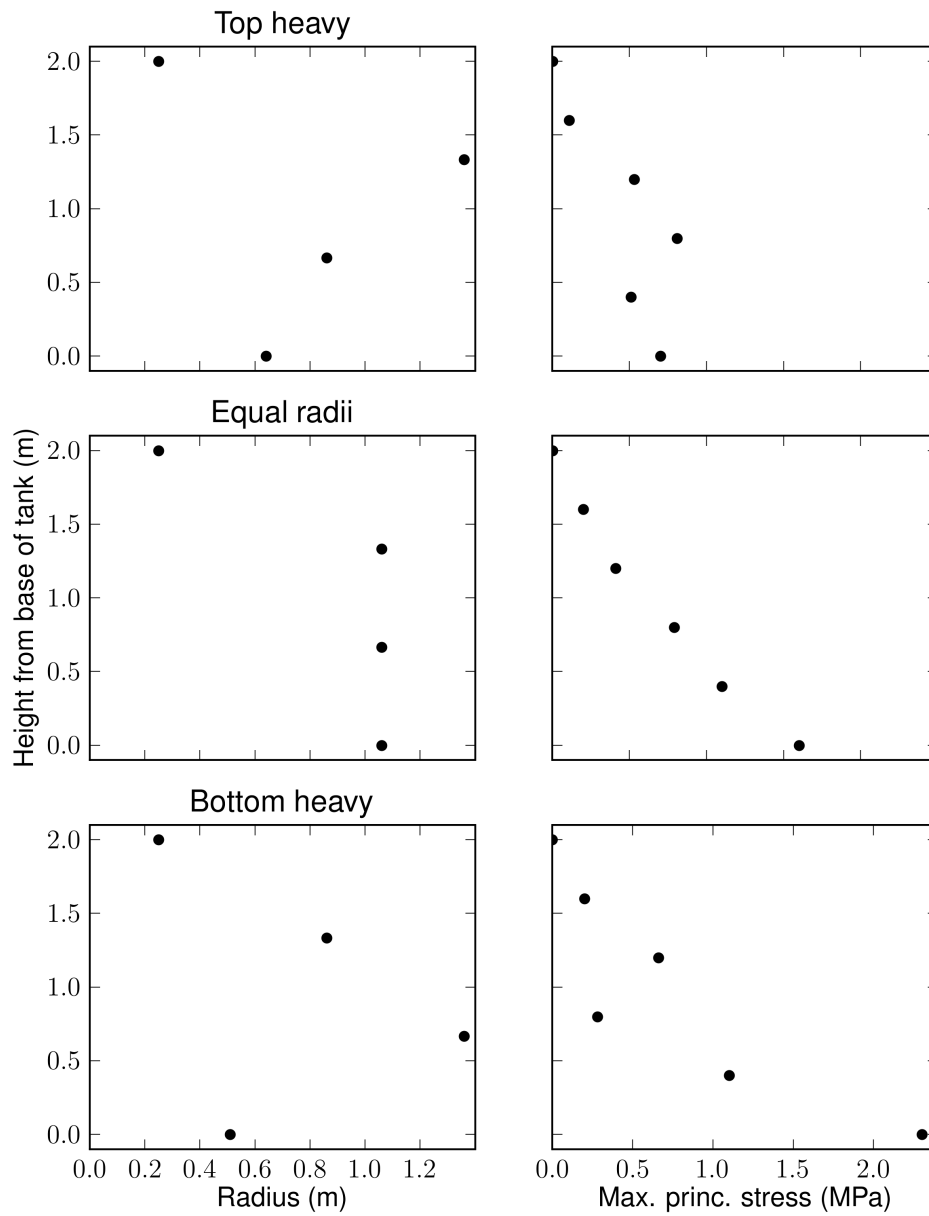 Top heavy
2.0
1.5
1.0
0.5
0.0
Equal radii
2.0
1.5
1.0
0.5
0.0
Height from base of tank (m)
Bottom heavy
2.0
1.5
1.0
0.5
0.0
0.0 0.2 0.4 0.6 0.8 1.0 1.2 0.0 0.5 1.0 1.5 2.0
Radius (m) Max. princ. stress (MPa)